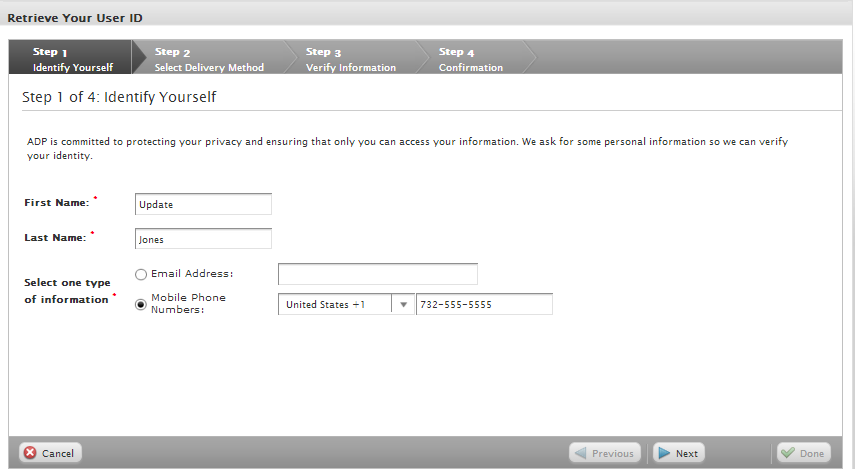 Retrieve Your User ID
Step 1 Step 2 Step 3 Step 4
Identify Yourself Select Delivery Method Verify Information Confirmation
Step 1 of 4: Identify Yourself
ADP is committed to protecting your privacy and ensuring that only you can access your information. We ask for some personal information so we can verify
your identity.
First Name: * Update
Last Name: * Jones
Select one type
of information *
Email Address:
Mobile Phone
Numbers:
United States +1 732-555-5555
Cancel Previous Next Done